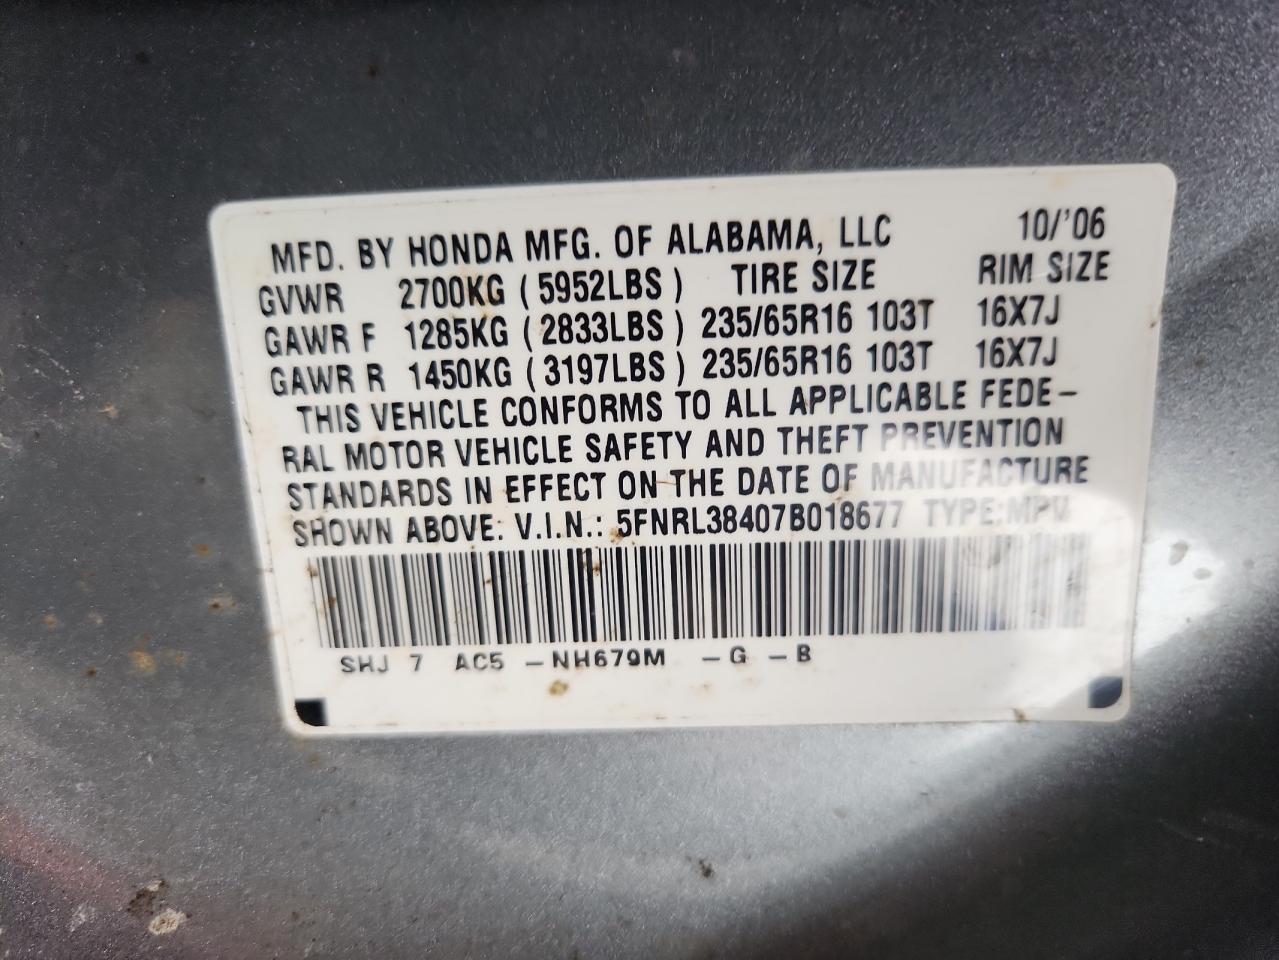 MFD. BY HONDA MFG. OF ALABAMA, LLC 10/'06
GVWR 2700KG ( 5952LBS ) TIRE SIZE RIM SIZE
GAWR F 1285KG ( 2833LBS ) 235/65R16 103T 16X7J
GAWR R 1450KG ( 3197LBS ) 235/65R16 103T 16X7J
THIS VEHICLE CONFORMS TO ALL APPLICABLE FEDE-
RAL MOTOR VEHICLE SAFETY AND THEFT PREVENTION
STANDARDS IN EFFECT ON THE DATE OF MANUFACTURE
SHOWN ABOVE: V.I.N.: 5FNRL38407B018677 TYPE:MPV
SHJ 7 AC5 -NH679M -G -B